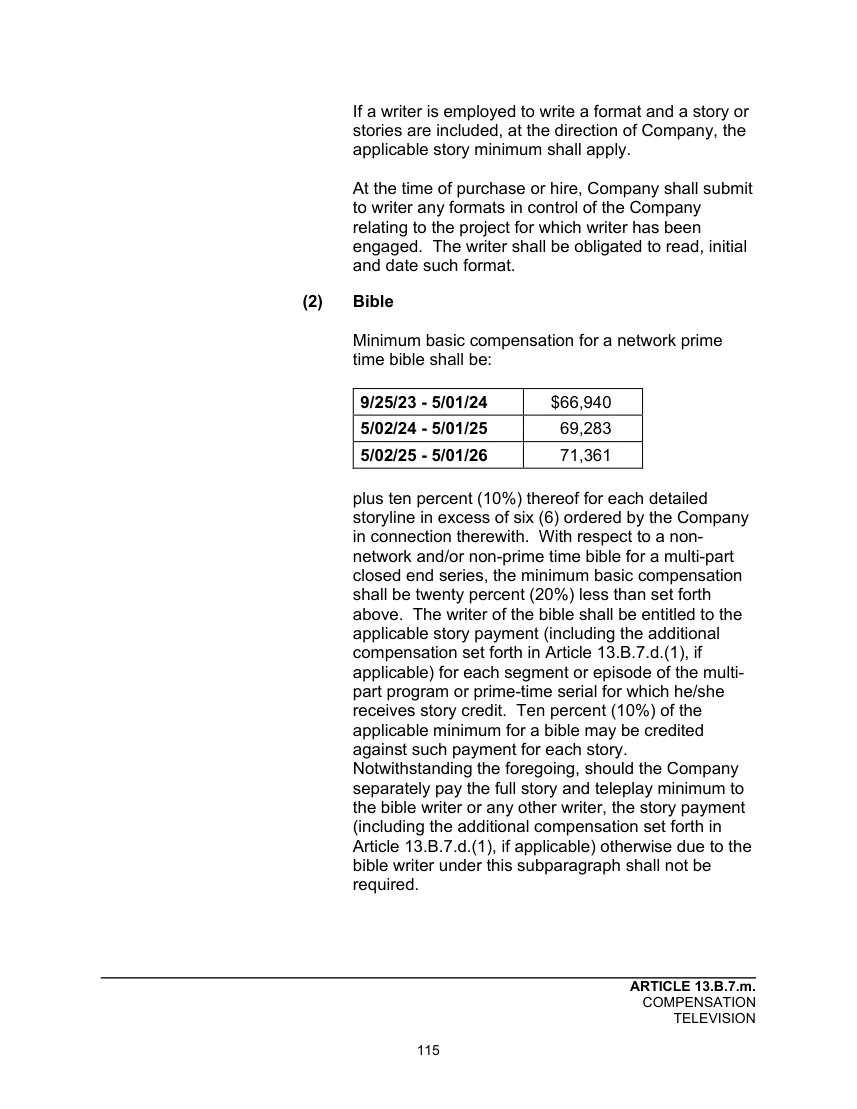 If a writer is employed to write a format and a story or
stories are included, at the direction of Company, the
applicable story minimum shall apply.
At the time of purchase or hire, Company shall submit
to writer any formats in control of the Company
relating to the project for which writer has been
engaged.  The writer shall be obligated to read, initial
and date such format.
(2) Bible
Minimum basic compensation for a network prime
time bible shall be:
9/25/23 - 5/01/24 $66,940
5/02/24 - 5/01/25 69,283
5/02/25 - 5/01/26 71,361
plus ten percent (10%) thereof for each detailed
storyline in excess of six (6) ordered by the Company
in connection therewith.  With respect to a non-
network and/or non-prime time bible for a multi-part
closed end series, the minimum basic compensation
shall be twenty percent (20%) less than set forth
above.  The writer of the bible shall be entitled to the
applicable story payment (including the additional
compensation set forth in Article 13.B.7.d.(1), if
applicable) for each segment or episode of the multi-
part program or prime-time serial for which he/she
receives story credit.  Ten percent (10%) of the
applicable minimum for a bible may be credited
against such payment for each story.
Notwithstanding the foregoing, should the Company
separately pay the full story and teleplay minimum to
the bible writer or any other writer, the story payment
(including the additional compensation set forth in
Article 13.B.7.d.(1), if applicable) otherwise due to the
bible writer under this subparagraph shall not be
required.
ARTICLE 13.B.7.m.
COMPENSATION
TELEVISION
115